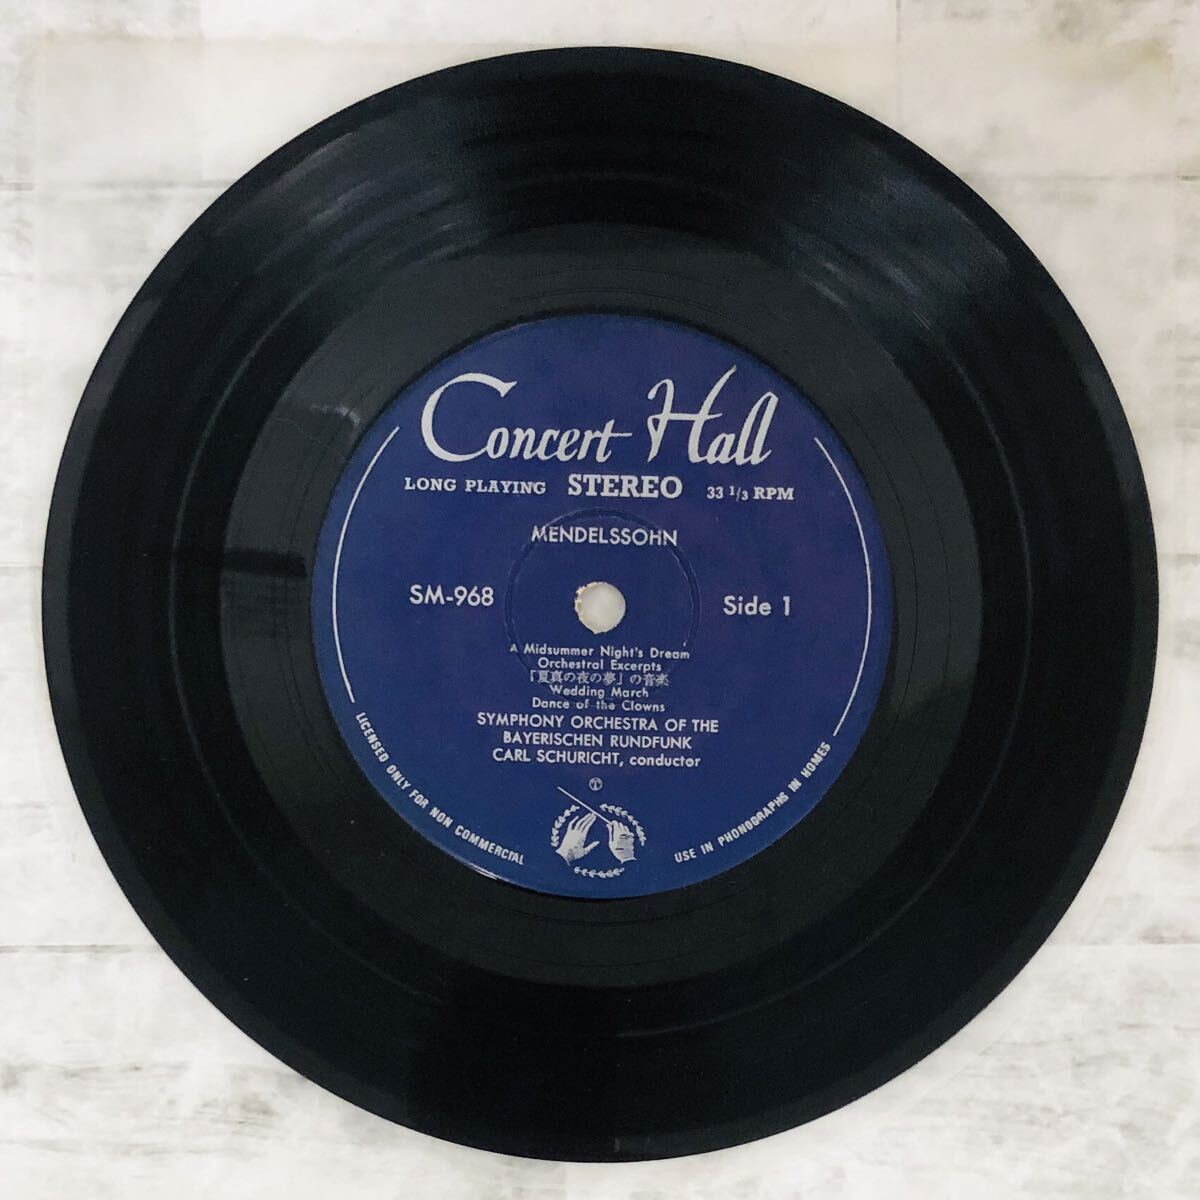 Concert Hall
LONG PLAYING STEREO 33 1/3 RPM
MENDELSSOHN
SM-968 Side 1
A Midsummer Night's Dream
Orchestral Excerpts
「夏真の夜の夢」の音楽
Wedding March
Dance of the Clowns
SYMPHONY ORCHESTRA OF THE
BAYERISCHEN RUNDFUNK
CARL SCHURICHT, conductor
LICENSED ONLY FOR NON COMMERCIAL
USE IN PHONOGRAPHS IN HOMES